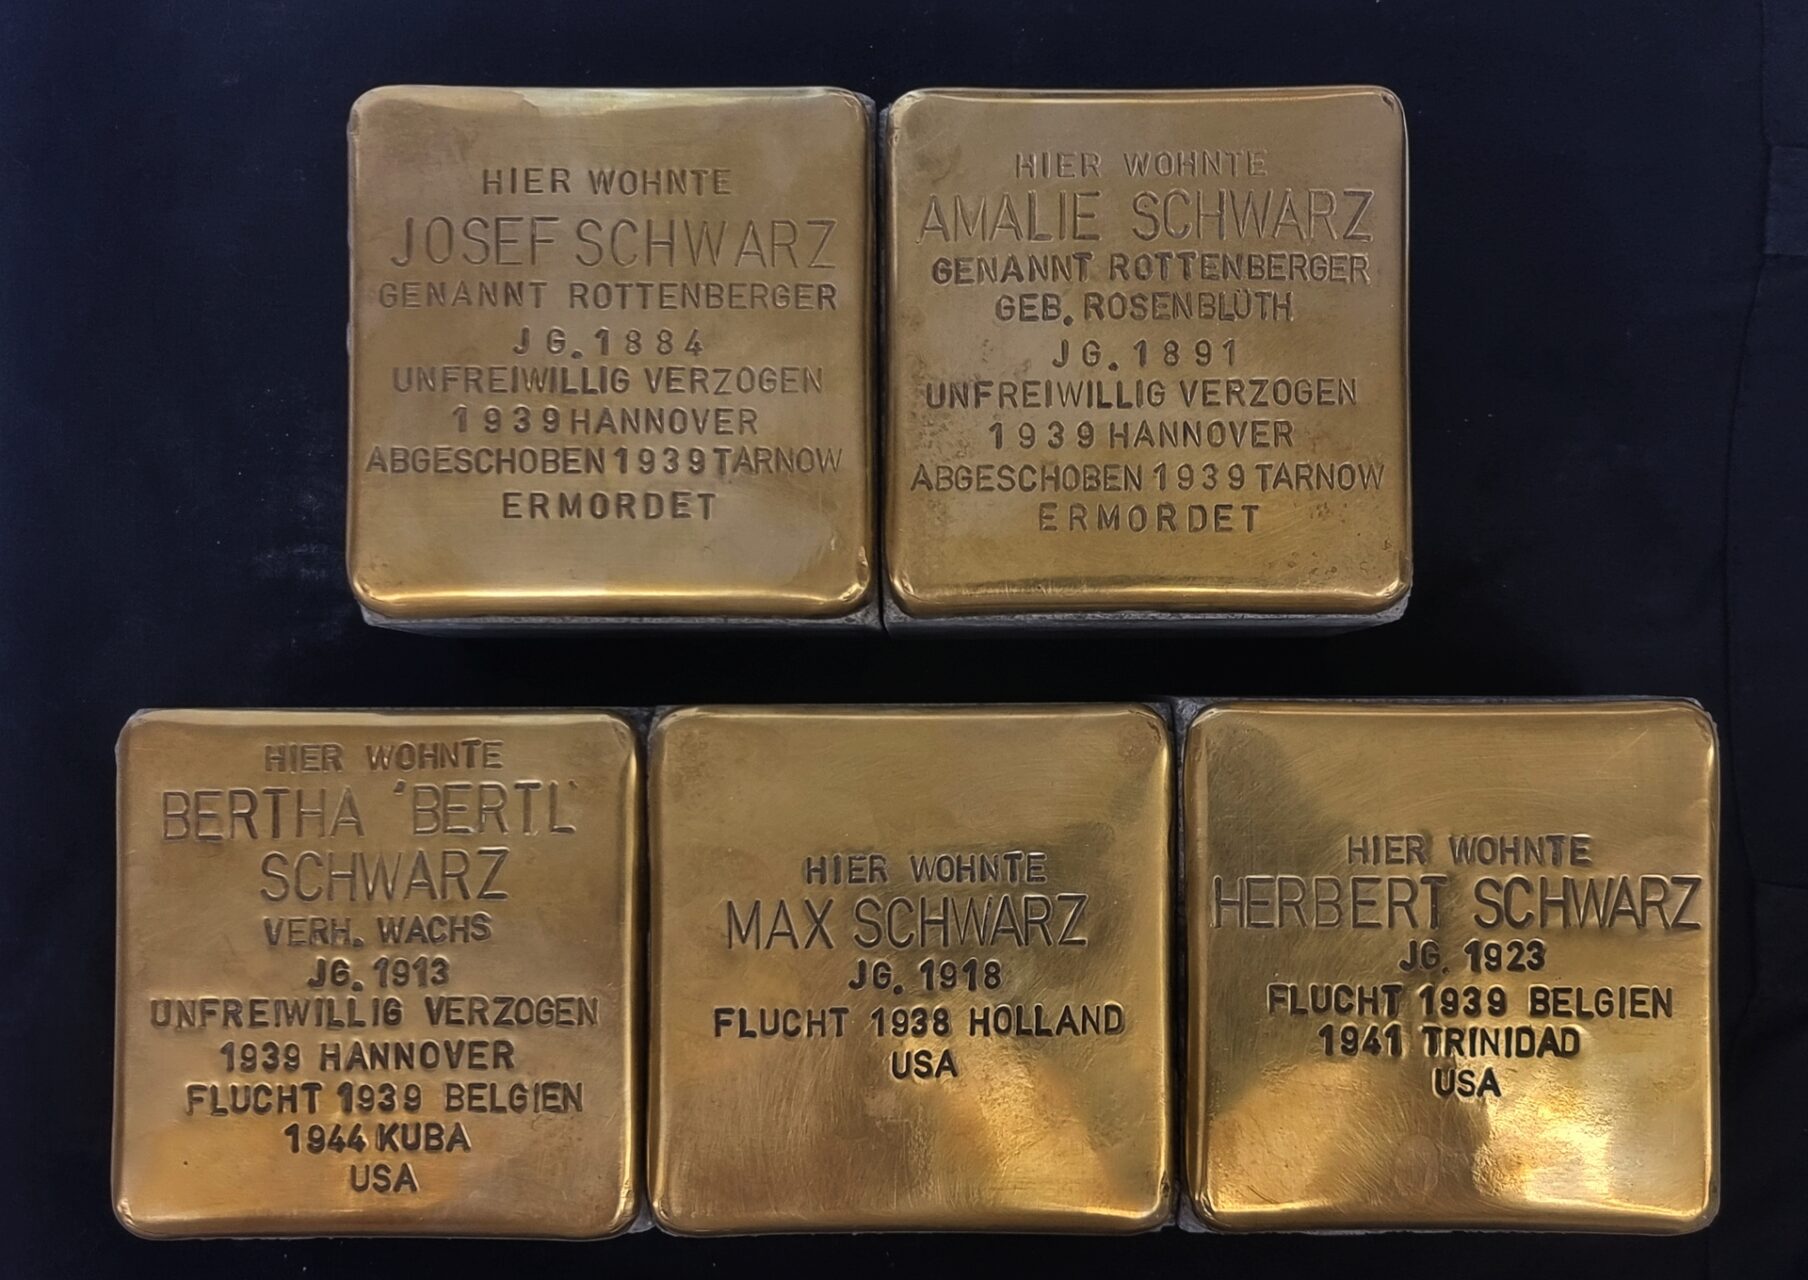 HIER WOHNTE
JOSEF SCHWARZ
GENANNT ROTTENBERGER
JG. 1884
UNFREIWILLIG VERZOGEN
1939 HANNOVER
ABGESCHOBEN 1939 TARNOW
ERMORDET
HIER WOHNTE
AMALIE SCHWARZ
GENANNT ROTTENBERGER
GEB. ROSENBLÜTH
JG. 1891
UNFREIWILLIG VERZOGEN
1939 HANNOVER
ABGESCHOBEN 1939 TARNOW
ERMORDET
HIER WOHNTE
BERTHA 'BERTL'
SCHWARZ
VERH. WACHS
JG. 1913
UNFREIWILLIG VERZOGEN
1939 HANNOVER
FLUCHT 1939 BELGIEN
1944 KUBA
USA
HIER WOHNTE
MAX SCHWARZ
JG. 1918
FLUCHT 1938 HOLLAND
USA
HIER WOHNTE
HERBERT SCHWARZ
JG. 1923
FLUCHT 1939 BELGIEN
1941 TRINIDAD
USA